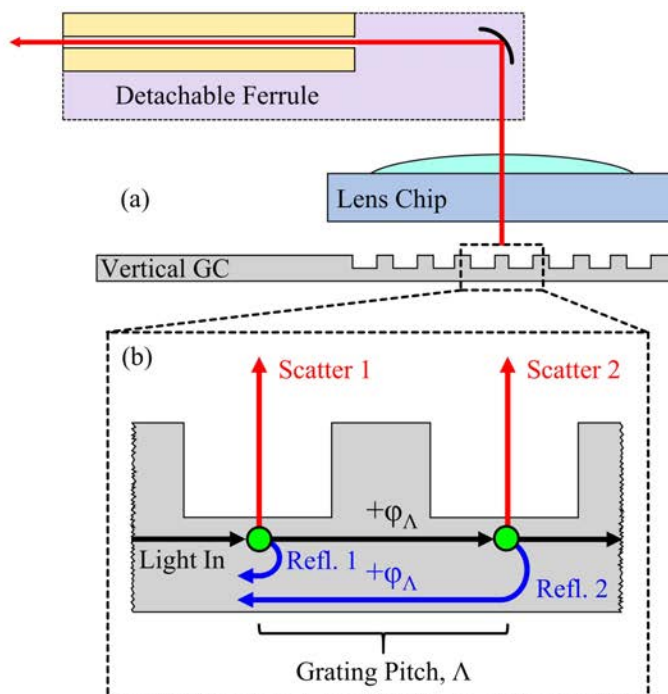 Detachable Ferrule
(a)
Lens Chip
Vertical GC
(b)
Scatter 1
Scatter 2
+φΛ
Light In
Refl. 1
+φΛ
Refl. 2
Grating Pitch, Λ